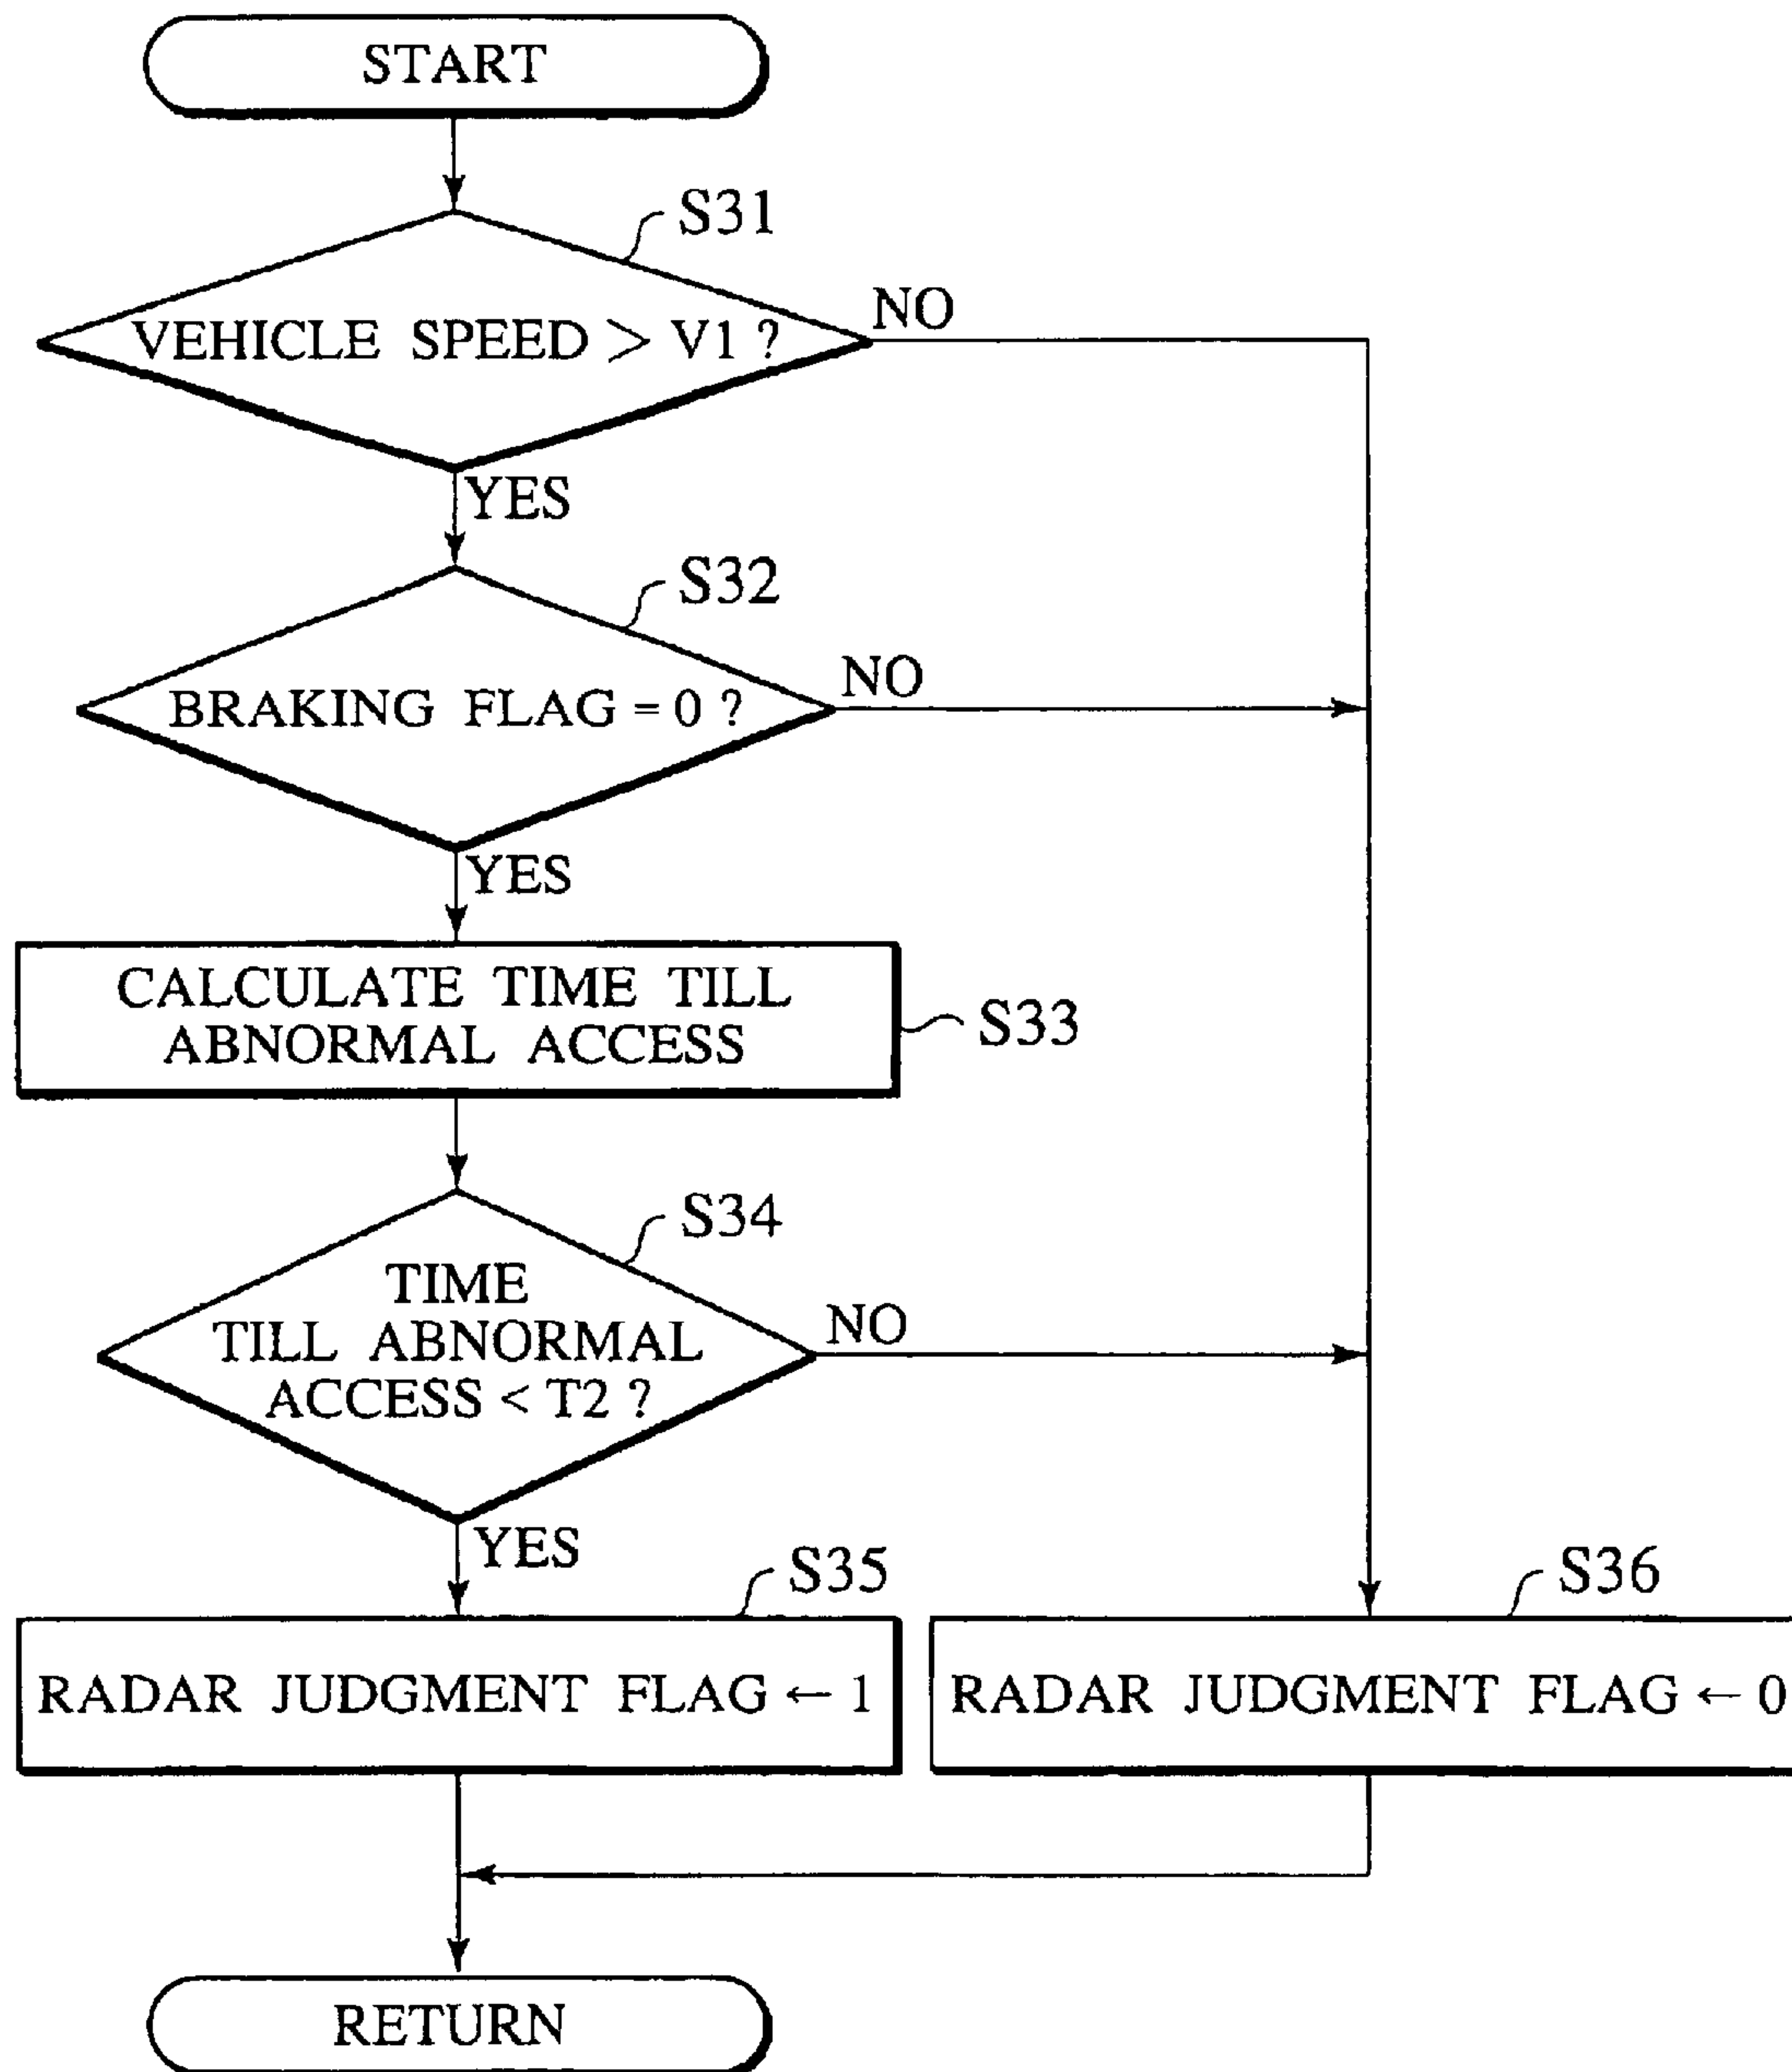 START
S31
VEHICLE SPEED > V1 ?
NO
YES
S32
BRAKING FLAG = 0 ?
NO
YES
CALCULATE TIME TILL
ABNORMAL ACCESS
S33
S34
TIME
TILL ABNORMAL
ACCESS < T2 ?
NO
YES
S35
S36
RADAR JUDGMENT FLAG ← 1
RADAR JUDGMENT FLAG ← 0
RETURN